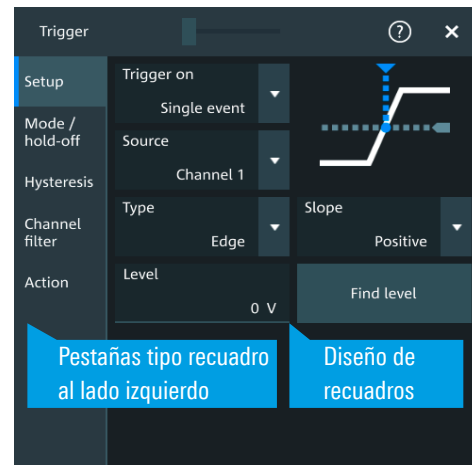 Trigger
?
Setup
Trigger on
Single event
Mode /
hold-off
Source
Channel 1
Hysteresis
Channel
filter
Type
Edge
Slope
Positive
Action
Level
0 V
Find level
Pestañas tipo recuadro
al lado izquierdo
Diseño de
recuadros